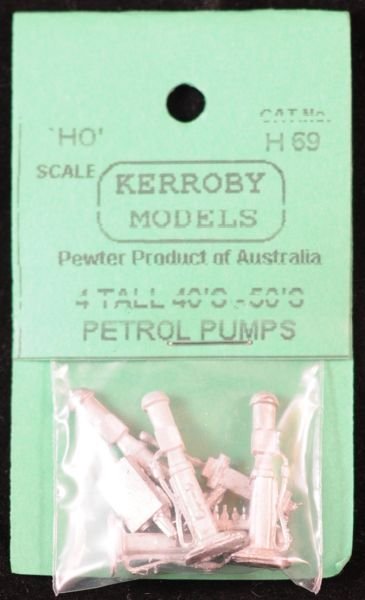 CAT.No.
'HO'
H 69
SCALE
KERROBY
MODELS
Pewter Product of Australia
4 TALL 40'S - 50'S
PETROL PUMPS